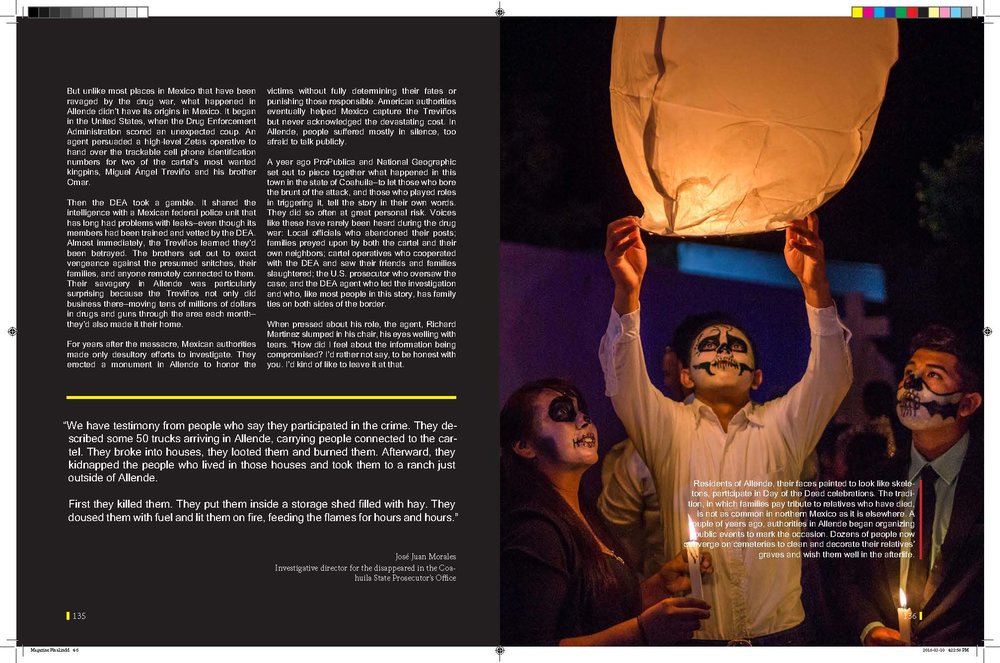 But unlike most places in Mexico that have been
ravaged by the drug war, what happened in
Allende didn't have its origins in Mexico. It began
in the United States, when the Drug Enforcement
Administration scored an unexpected coup. An
agent persuaded a high-level Zetas operative to
hand over the trackable cell phone identification
numbers for two of the cartel's most wanted
kingpins, Miguel Ángel Treviño and his brother
Omar.
Then the DEA took a gamble. It shared the
intelligence with a Mexican federal police unit that
has long had problems with leaks—even though its
members had been trained and vetted by the DEA.
Almost immediately, the Treviños learned they'd
been betrayed. The brothers set out to exact
vengeance against the presumed snitches, their
families, and anyone remotely connected to them.
Their savagery in Allende was particularly
surprising because the Treviños not only did
business there—moving tens of millions of dollars
in drugs and guns through the area each month—
they'd also made it their home.
For years after the massacre, Mexican authorities
made only desultory efforts to investigate. They
erected a monument in Allende to honor the
victims without fully determining their fates or
punishing those responsible. American authorities
eventually helped Mexico capture the Treviños
but never acknowledged the devastating cost. In
Allende, people suffered mostly in silence, too
afraid to talk publicly.
A year ago ProPublica and National Geographic
set out to piece together what happened in this
town in the state of Coahuila—to let those who bore
the brunt of the attack, and those who played roles
in triggering it, tell the story in their own words.
They did so often at great personal risk. Voices
like these have rarely been heard during the drug
war: Local officials who abandoned their posts;
families preyed upon by both the cartel and their
own neighbors; cartel operatives who cooperated
with the DEA and saw their friends and families
slaughtered; the U.S. prosecutor who oversaw the
case; and the DEA agent who led the investigation
and who, like most people in this story, has family
ties on both sides of the border.
When pressed about his role, the agent, Richard
Martinez slumped in his chair, his eyes welling with
tears. "How did I feel about the information being
compromised? I'd rather not say, to be honest with
you. I'd kind of like to leave it at that.
"We have testimony from people who say they participated in the crime. They de-
scribed some 50 trucks arriving in Allende, carrying people connected to the car-
tel. They broke into houses, they looted them and burned them. Afterward, they
kidnapped the people who lived in those houses and took them to a ranch just
outside of Allende.
First they killed them. They put them inside a storage shed filled with hay. They
doused them with fuel and lit them on fire, feeding the flames for hours and hours."
José Juan Morales
Investigative director for the disappeared in the Coa-
huila State Prosecutor's Office
135
Residents of Allende, their faces painted to look like skele-
tons, participate in Day of the Dead celebrations. The tradi-
tion, in which families pay tribute to relatives who have died,
is not as common in northern Mexico as it is elsewhere. A
couple of years ago, authorities in Allende began organizing
public events to mark the occasion. Dozens of people now
converge on cemeteries to clean and decorate their relatives'
graves and wish them well in the afterlife.
136